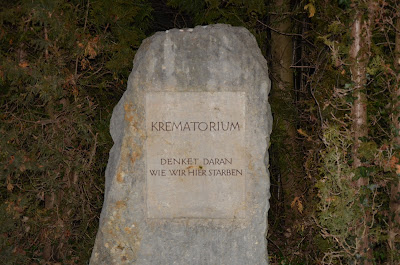 KREMATORIUM
DENKET DARAN
WIE WIR HIER STARBEN